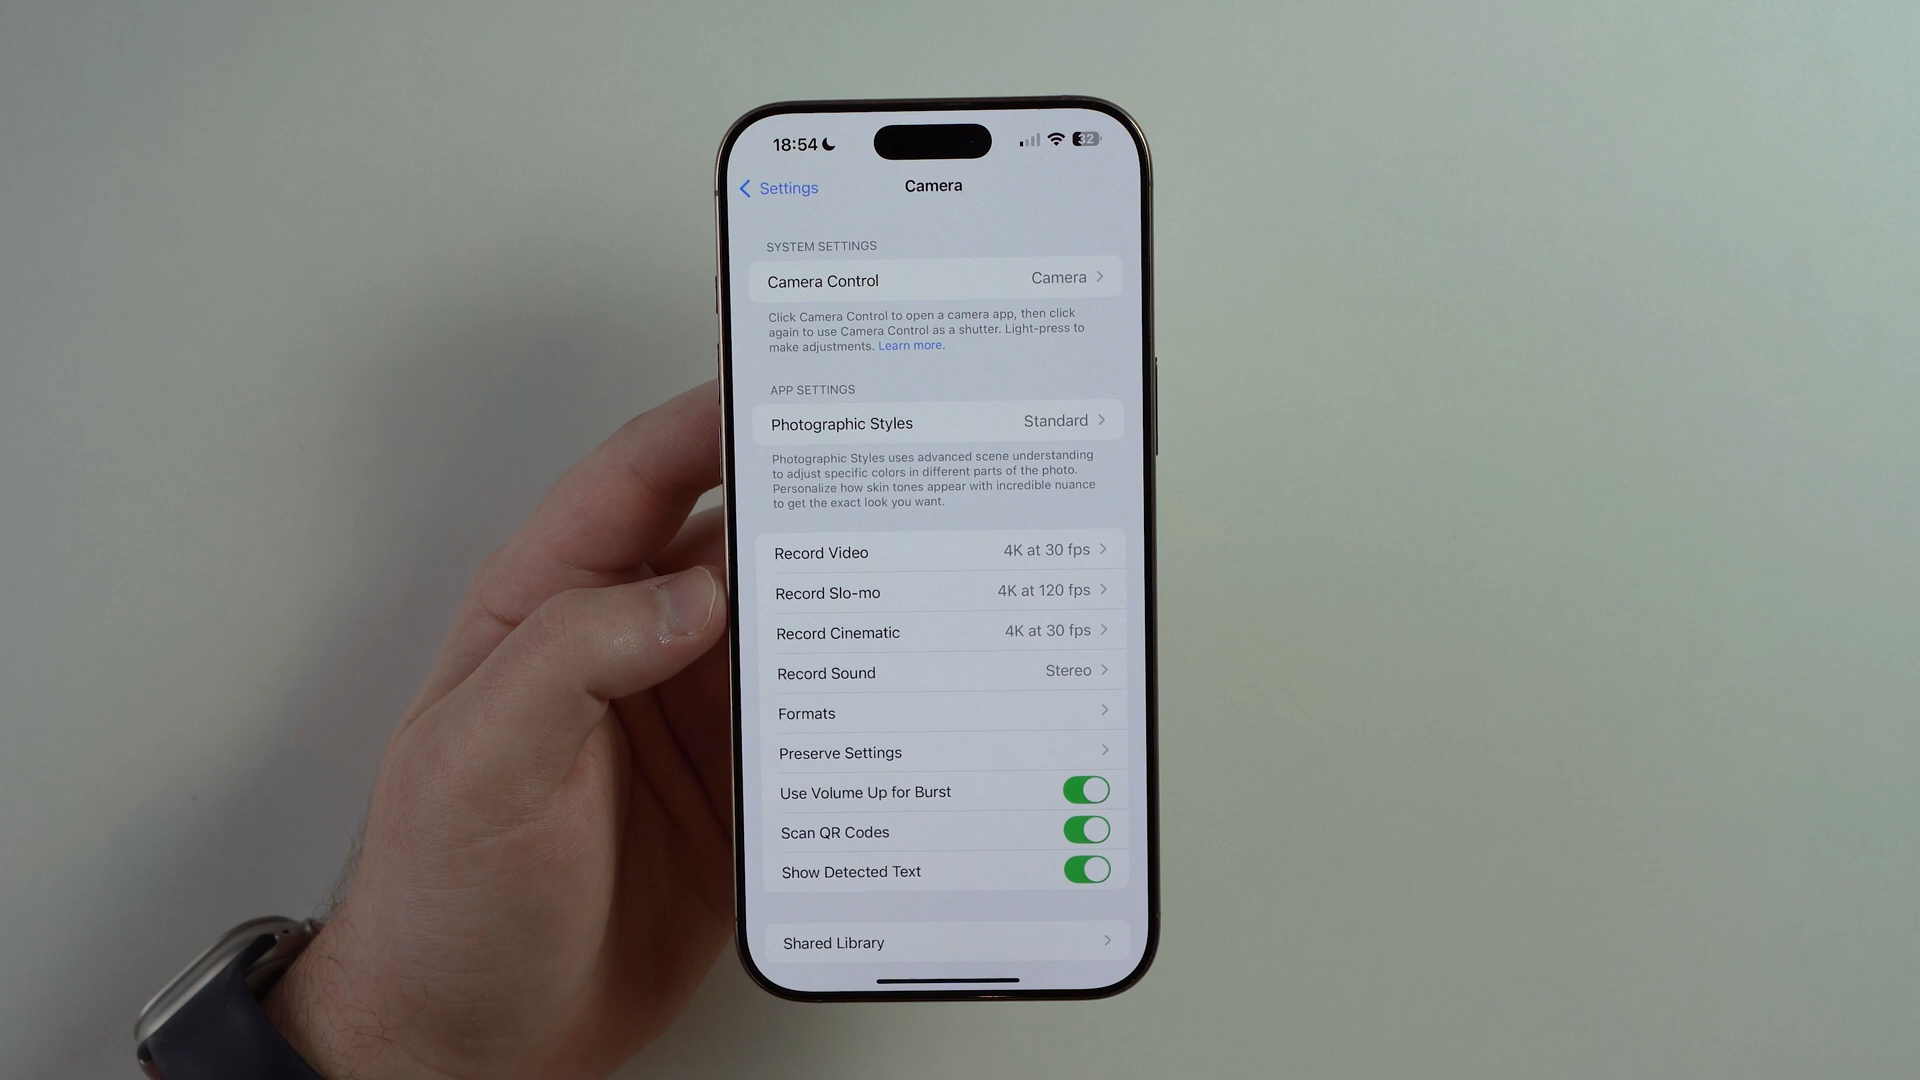 18:54
32
Settings
Camera
SYSTEM SETTINGS
Camera Control Camera
Click Camera Control to open a camera app, then click
again to use Camera Control as a shutter. Light-press to
make adjustments. Learn more.
APP SETTINGS
Photographic Styles Standard
Photographic Styles uses advanced scene understanding
to adjust specific colors in different parts of the photo.
Personalize how skin tones appear with incredible nuance
to get the exact look you want.
Record Video 4K at 30 fps
Record Slo-mo 4K at 120 fps
Record Cinematic 4K at 30 fps
Record Sound Stereo
Formats
Preserve Settings
Use Volume Up for Burst
Scan QR Codes
Show Detected Text
Shared Library